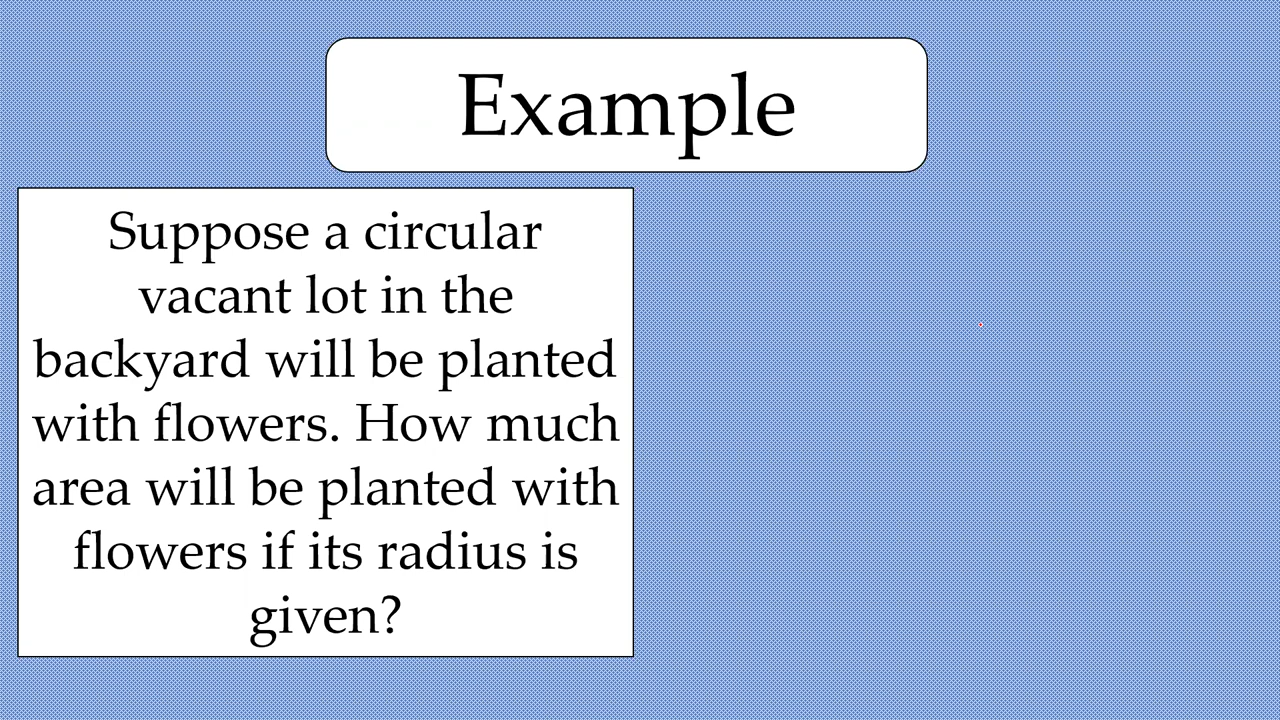 Example
Suppose a circular
vacant lot in the
backyard will be planted
with flowers. How much
area will be planted with
flowers if its radius is
given?